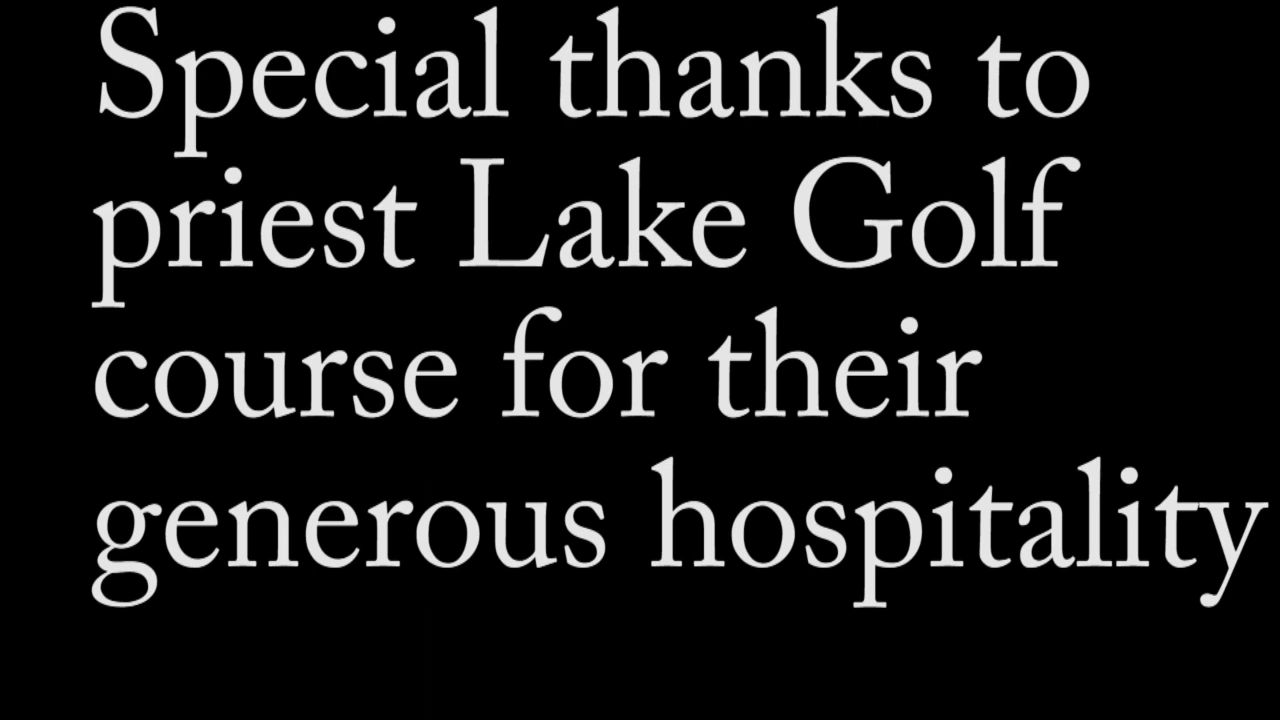 Special thanks to
priest Lake Golf
course for their
generous hospitality